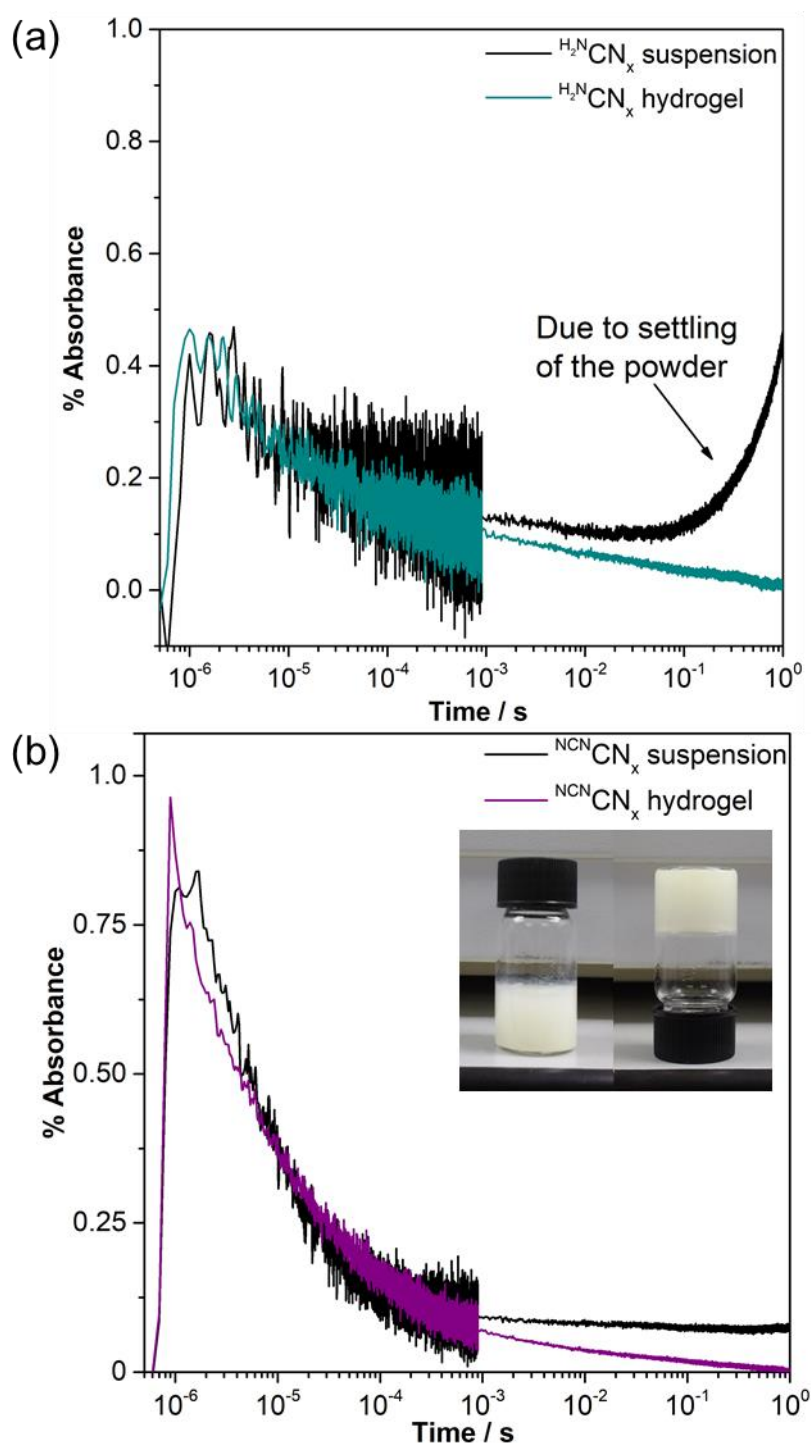 (a)
1.0
0.8
0.6
0.4
0.2
0.0
% Absorbance
H₂NCNₓ suspension
H₂NCNₓ hydrogel
Due to settling
of the powder
10⁻⁶ 10⁻⁵ 10⁻⁴ 10⁻³ 10⁻² 10⁻¹ 10⁰
Time / s
(b)
1.0
0.75
0.50
0.25
0
% Absorbance
NCNCNₓ suspension
NCNCNₓ hydrogel
10⁻⁶ 10⁻⁵ 10⁻⁴ 10⁻³ 10⁻² 10⁻¹ 10⁰
Time / s